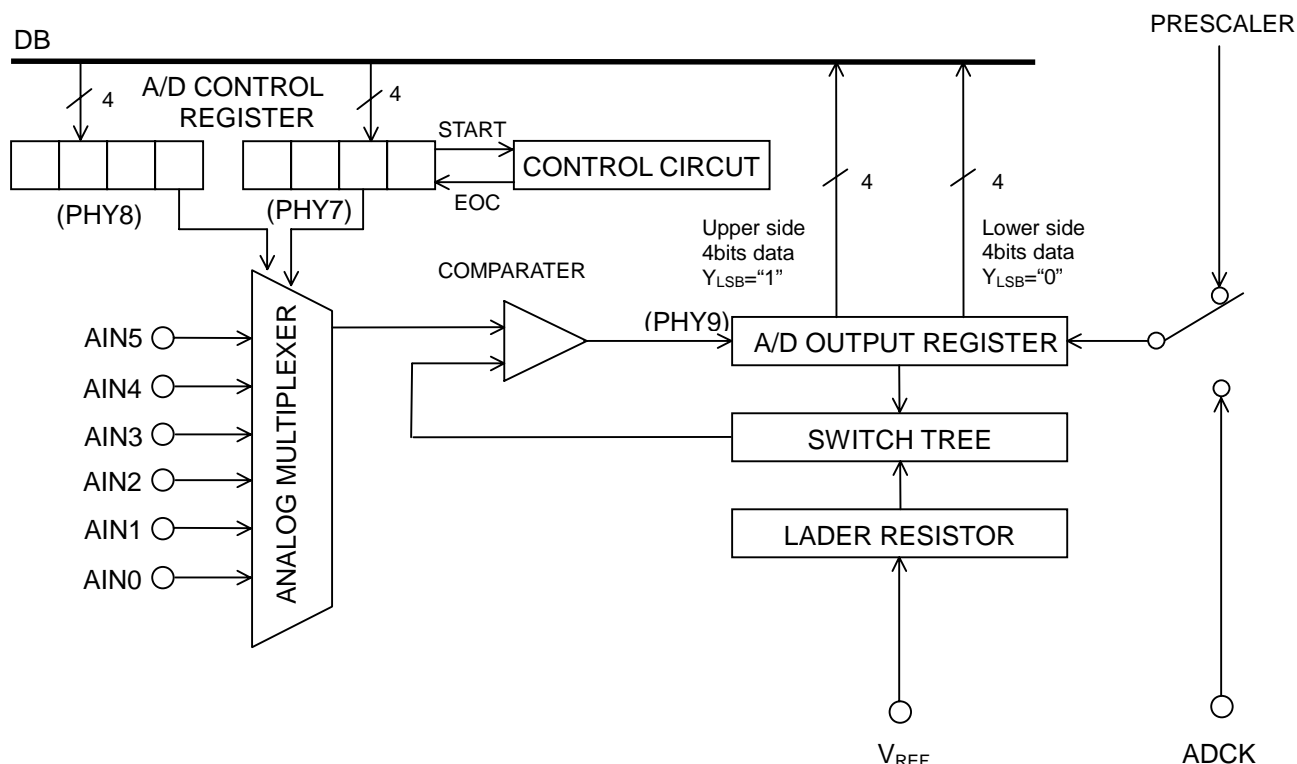 PRESCALER
DB
A/D CONTROL
REGISTER
4
4
START
CONTROL CIRCUT
EOC
(PHY8)
(PHY7)
4
4
Upper side
4bits data
YLSB=“1”
Lower side
4bits data
YLSB=“0”
COMPARATER
(PHY9)
A/D OUTPUT REGISTER
ANALOG MULTIPLEXER
AIN5
AIN4
AIN3
AIN2
AIN1
AIN0
SWITCH TREE
LADER RESISTOR
VREF
ADCK